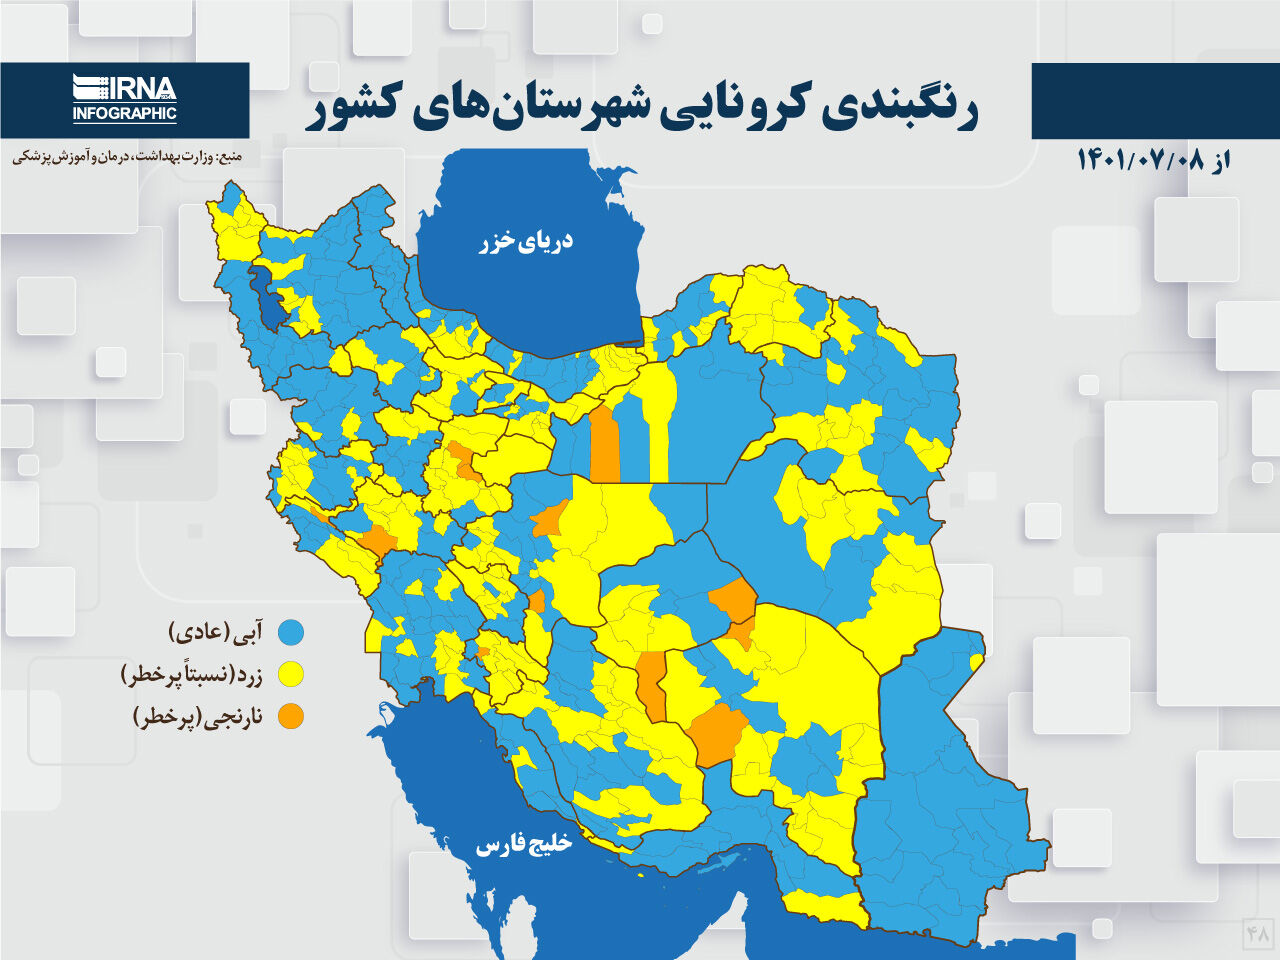 رنگبندی کرونایی شهرستان‌های کشور
IRNA
INFOGRAPHIC
منبع: وزارت بهداشت، درمان و آموزش پزشکی
از ۱۴۰۱/۰۷/۰۸
دریای خزر
آبی (عادی)
زرد (نسبتاً پرخطر)
نارنجی (پرخطر)
خلیج فارس
۴۸